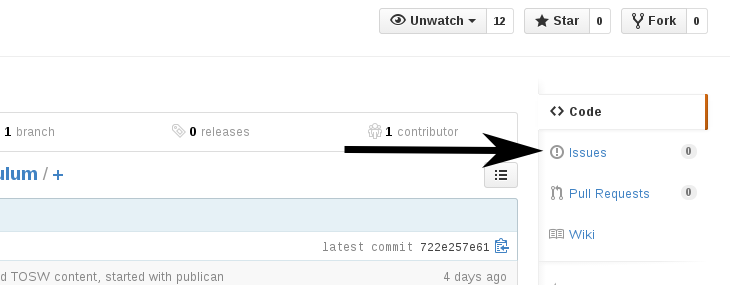 Unwatch 12 Star 0 Fork 0
Code
1 branch 0 releases 1 contributor
Issues 0
ulum / +
Pull Requests 0
Wiki
latest commit 722e257e61
d TOSW content, started with publican 4 days ago